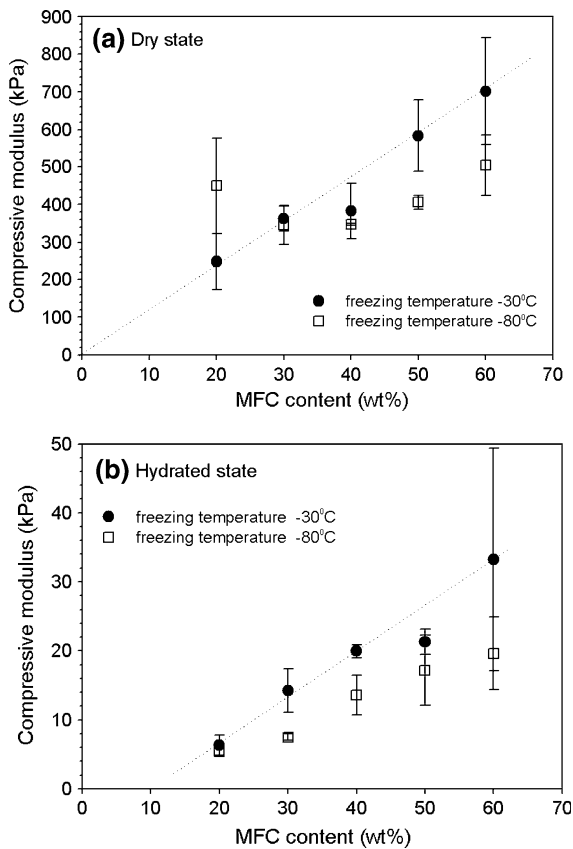 (a) Dry state
Compressive modulus (kPa)
900
800
700
600
500
400
300
200
100
0
freezing temperature -30⁰C
freezing temperature -80⁰C
0 10 20 30 40 50 60 70
MFC content (wt%)
(b) Hydrated state
Compressive modulus (kPa)
50
40
30
20
10
0
freezing temperature -30⁰C
freezing temperature -80⁰C
0 10 20 30 40 50 60 70
MFC content (wt%)